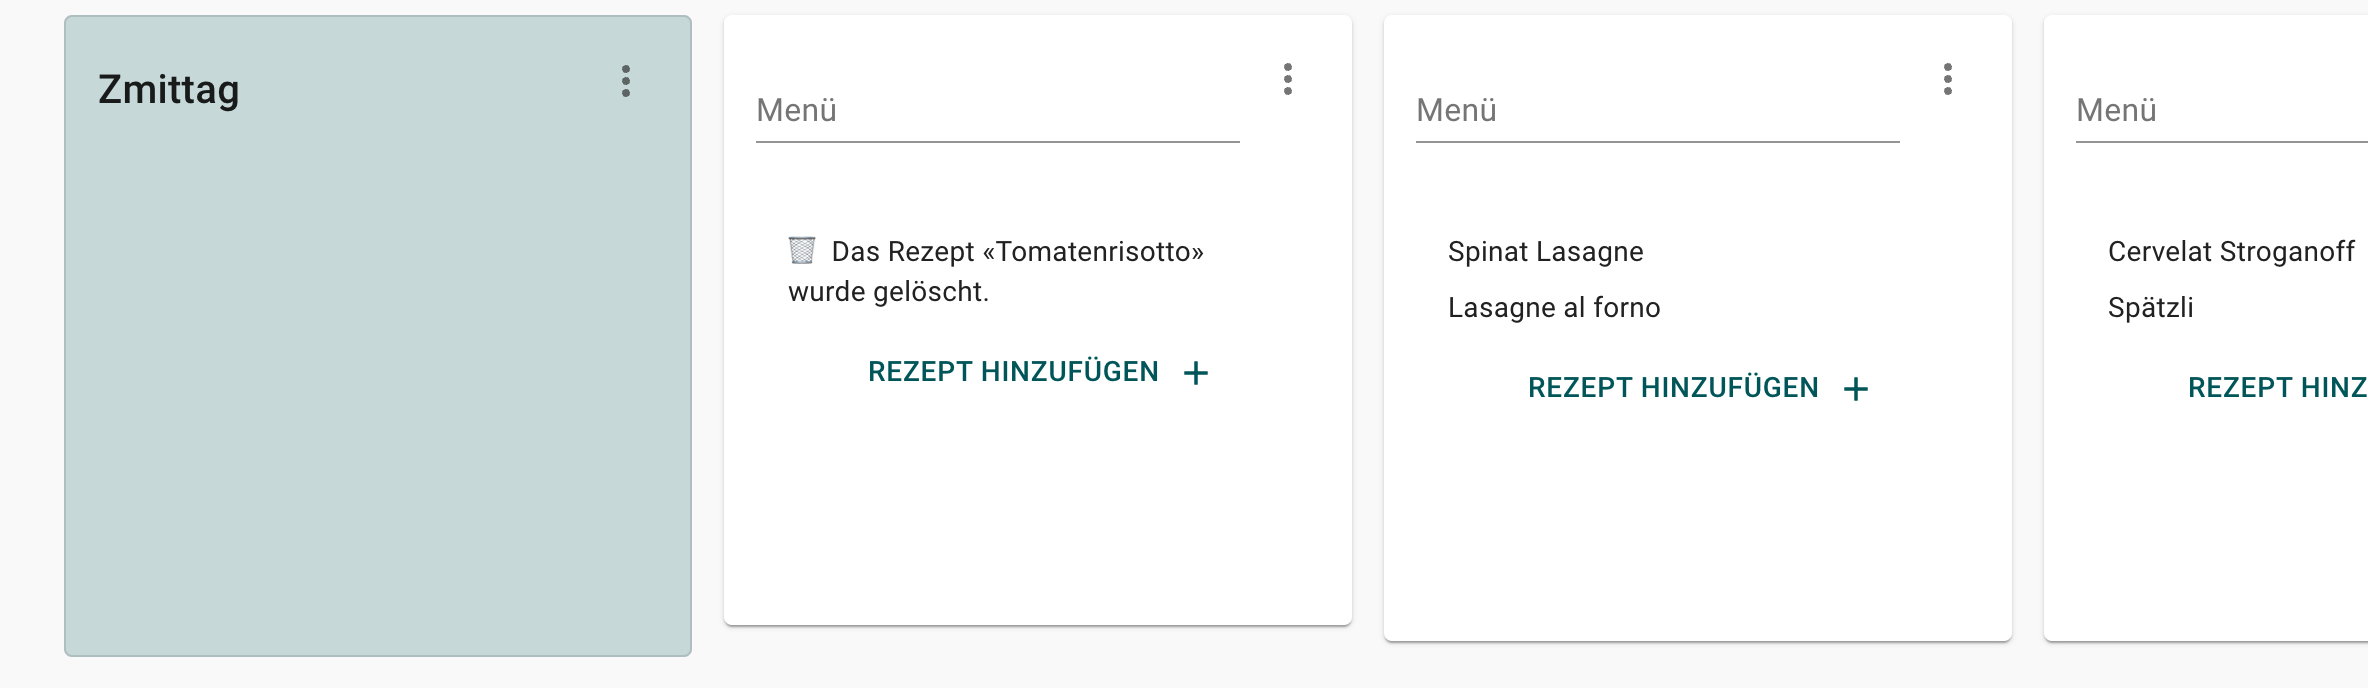 Zmittag
Menü
Das Rezept «Tomatenrisotto»
wurde gelöscht.
REZEPT HINZUFÜGEN +
Menü
Spinat Lasagne
Lasagne al forno
REZEPT HINZUFÜGEN +
Menü
Cervelat Stroganoff
Spätzli
REZEPT